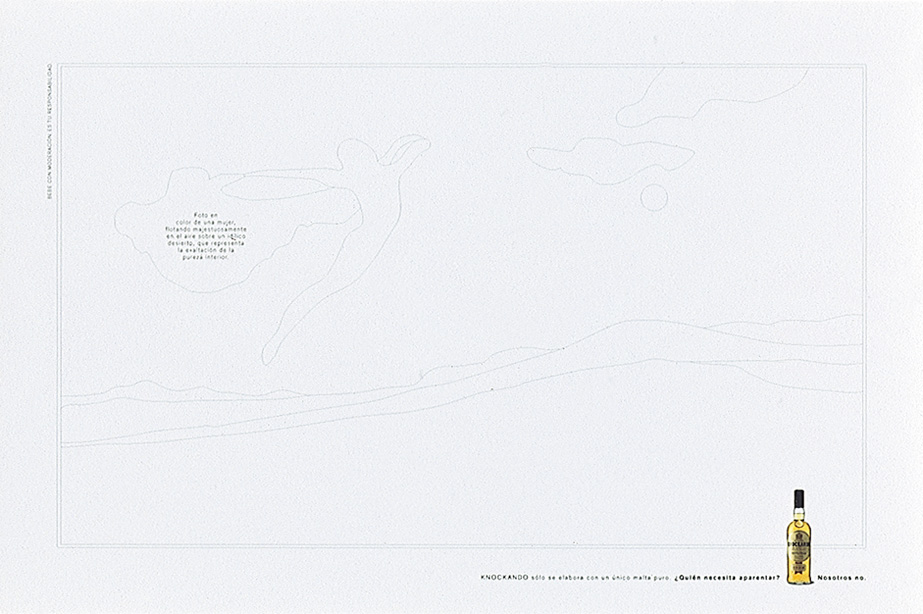 BEBE CON MODERACIÓN. ES TU RESPONSABILIDAD.
Foto en
color de una mujer,
flotando majestuosamente
en el aire sobre un idílico
desierto, que representa
la exaltación de la
pureza interior.
KNOCKANDO sólo se elabora con un único malta puro. ¿Quién necesita aparentar? Nosotros no.